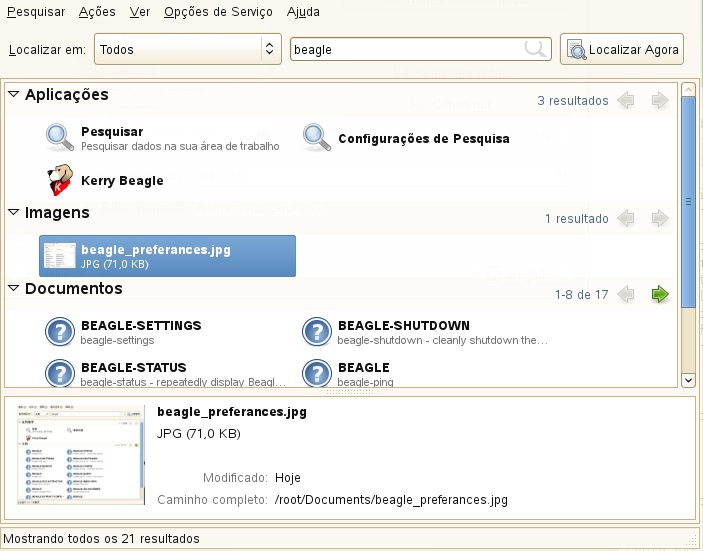 Pesquisar Ações Ver Opções de Serviço Ajuda
Localizar em: Todos beagle Localizar Agora
Aplicações 3 resultados
Pesquisar
Pesquisar dados na sua área de trabalho
Configurações de Pesquisa
Kerry Beagle
Imagens 1 resultado
beagle_preferances.jpg
JPG (71,0 KB)
Documentos 1-8 de 17
BEAGLE-SETTINGS
beagle-settings
BEAGLE-SHUTDOWN
beagle-shutdown - cleanly shutdown the...
BEAGLE-STATUS
beagle-status - repeatedly display Beagl...
BEAGLE
beagle-ping
beagle_preferances.jpg
JPG (71,0 KB)
Modificado: Hoje
Caminho completo: /root/Documents/beagle_preferances.jpg
Mostrando todos os 21 resultados